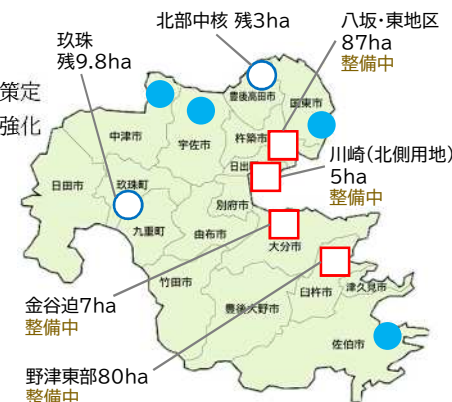 北部中核 残3ha
八坂・東地区
87ha
整備中
玖珠
残9.8ha
策定
強化
豊後高田市
国東市
中津市
宇佐市
杵築市
日出
川崎(北側用地)
5ha
整備中
日田市
玖珠町
別府市
九重町
由布市
大分市
竹田市
金谷迫7ha
整備中
豊後大野市
臼杵市
津久見市
佐伯市
野津東部80ha
整備中